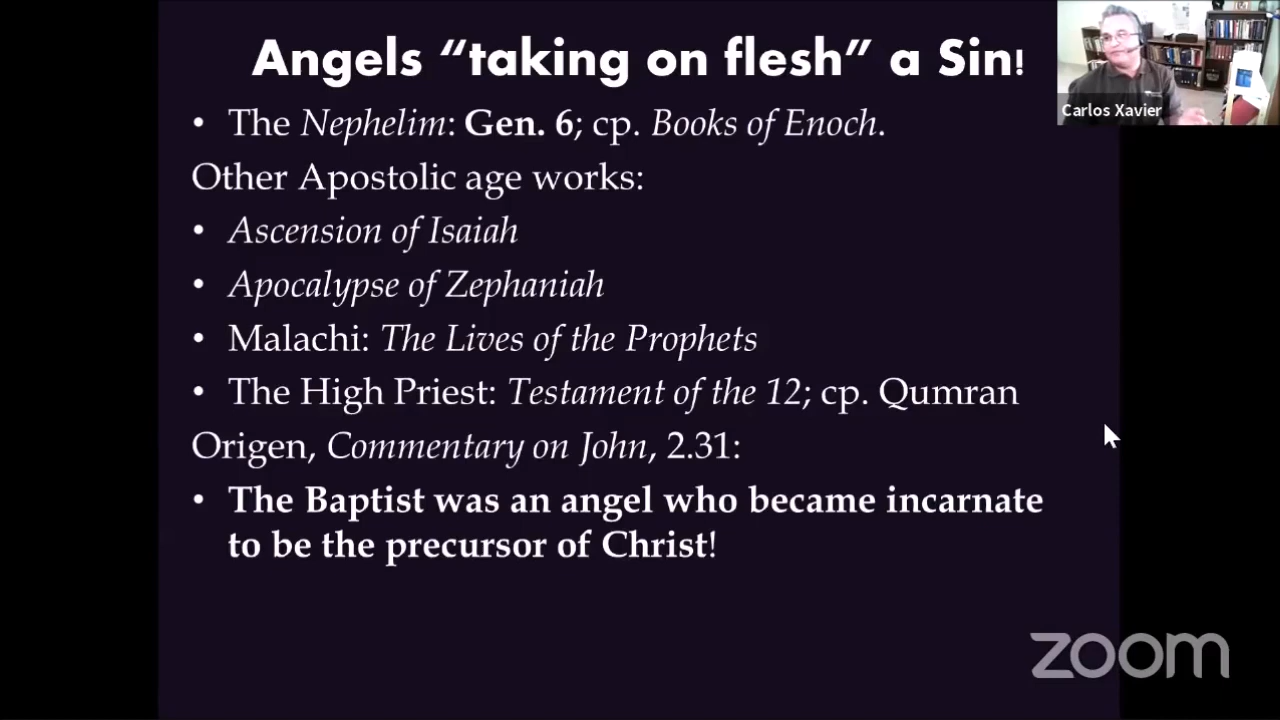 Angels “taking on flesh” a Sin!
• The Nephelim: Gen. 6; cp. Books of Enoch.
Other Apostolic age works:
• Ascension of Isaiah
• Apocalypse of Zephaniah
• Malachi: The Lives of the Prophets
• The High Priest: Testament of the 12; cp. Qumran
Origen, Commentary on John, 2.31:
• The Baptist was an angel who became incarnate
to be the precursor of Christ!
Carlos Xavier
zoom